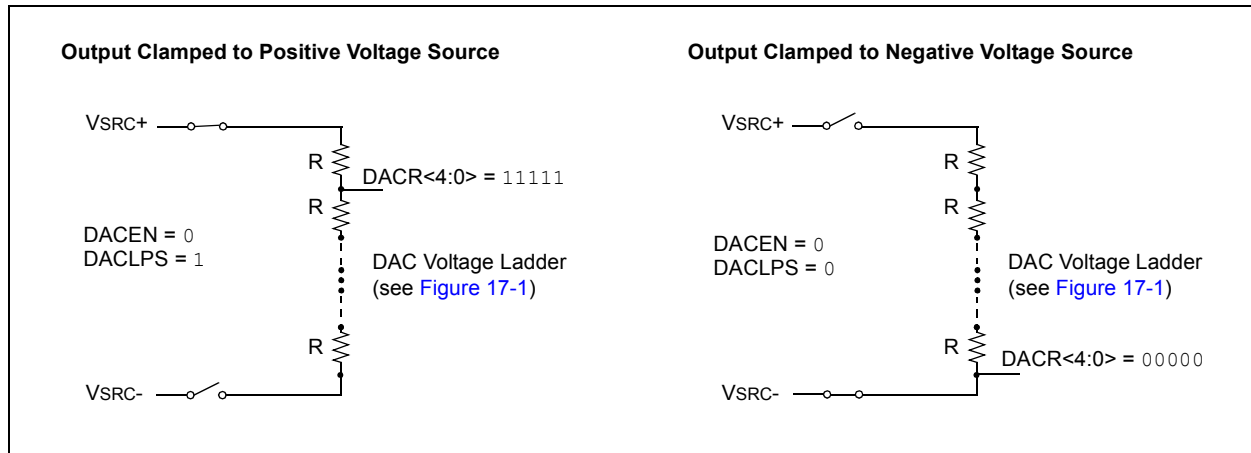 Output Clamped to Positive Voltage Source
VSRC+
R
DACR<4:0> = 11111
R
DACEN = 0
DACLPS = 1
DAC Voltage Ladder
(see Figure 17-1)
R
VSRC-
Output Clamped to Negative Voltage Source
VSRC+
R
R
DACEN = 0
DACLPS = 0
DAC Voltage Ladder
(see Figure 17-1)
R
DACR<4:0> = 00000
VSRC-